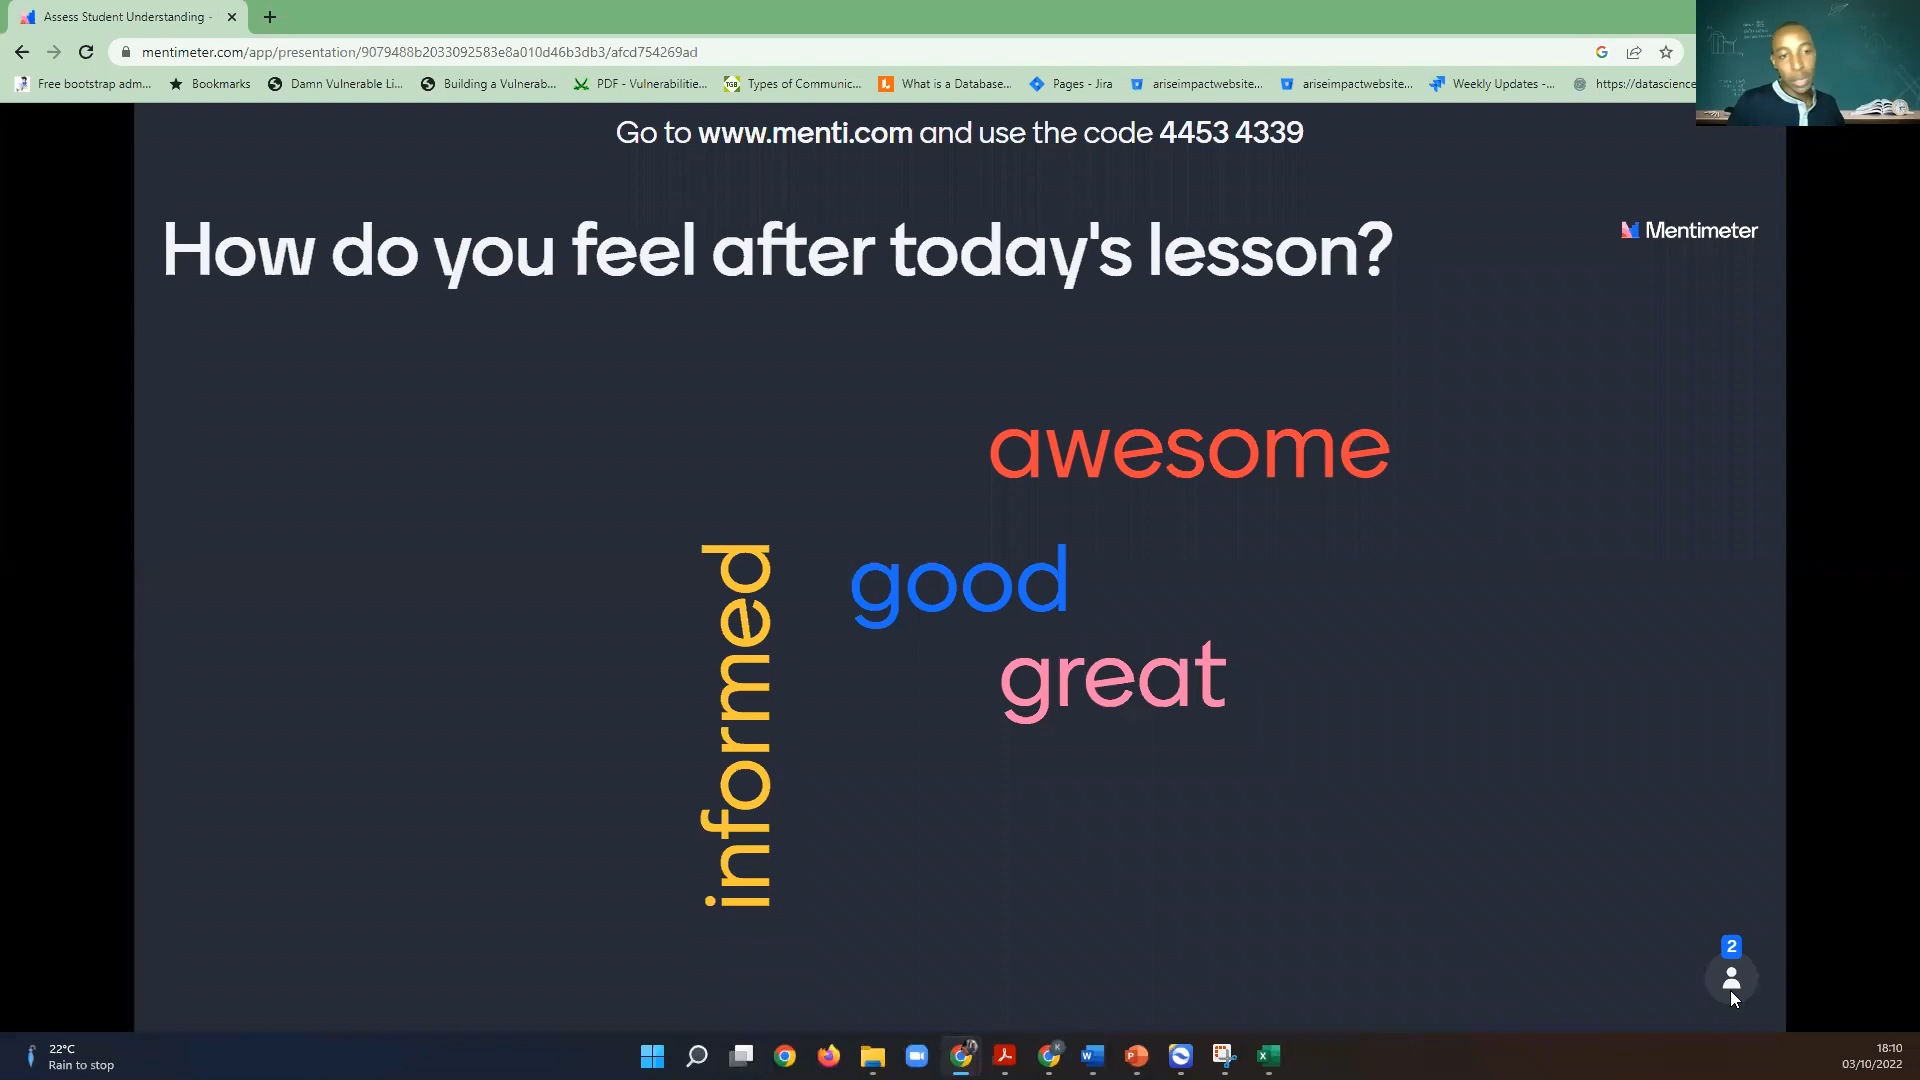 Assess Student Understanding -
mentimeter.com/app/presentation/9079488b2033092583e8a010d46b3db3/afcd754269ad
Free bootstrap adm... Bookmarks Damn Vulnerable Li... Building a Vulnerab... PDF - Vulnerabilitie... Types of Communic... What is a Database... Pages - Jira ariseimpactwebsite... ariseimpactwebsite... Weekly Updates -... https://datascience
Go to www.menti.com and use the code 4453 4339
How do you feel after today's lesson?
Mentimeter
awesome
informed
good
great
2
22°C
Rain to stop
18:10
03/10/2022